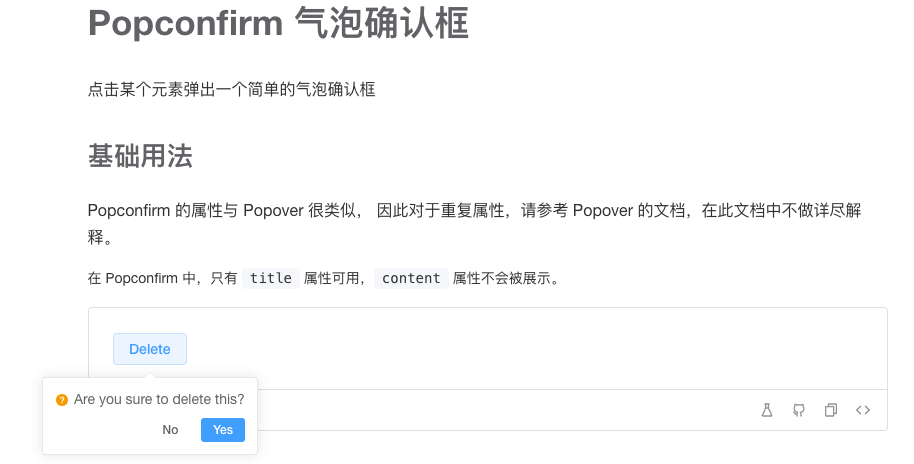 Popconfirm 气泡确认框
点击某个元素弹出一个简单的气泡确认框
基础用法
Popconfirm 的属性与 Popover 很类似， 因此对于重复属性，请参考 Popover 的文档，在此文档中不做详尽解
释。
在 Popconfirm 中，只有 title 属性可用，content 属性不会被展示。
Delete
Are you sure to delete this?
No Yes